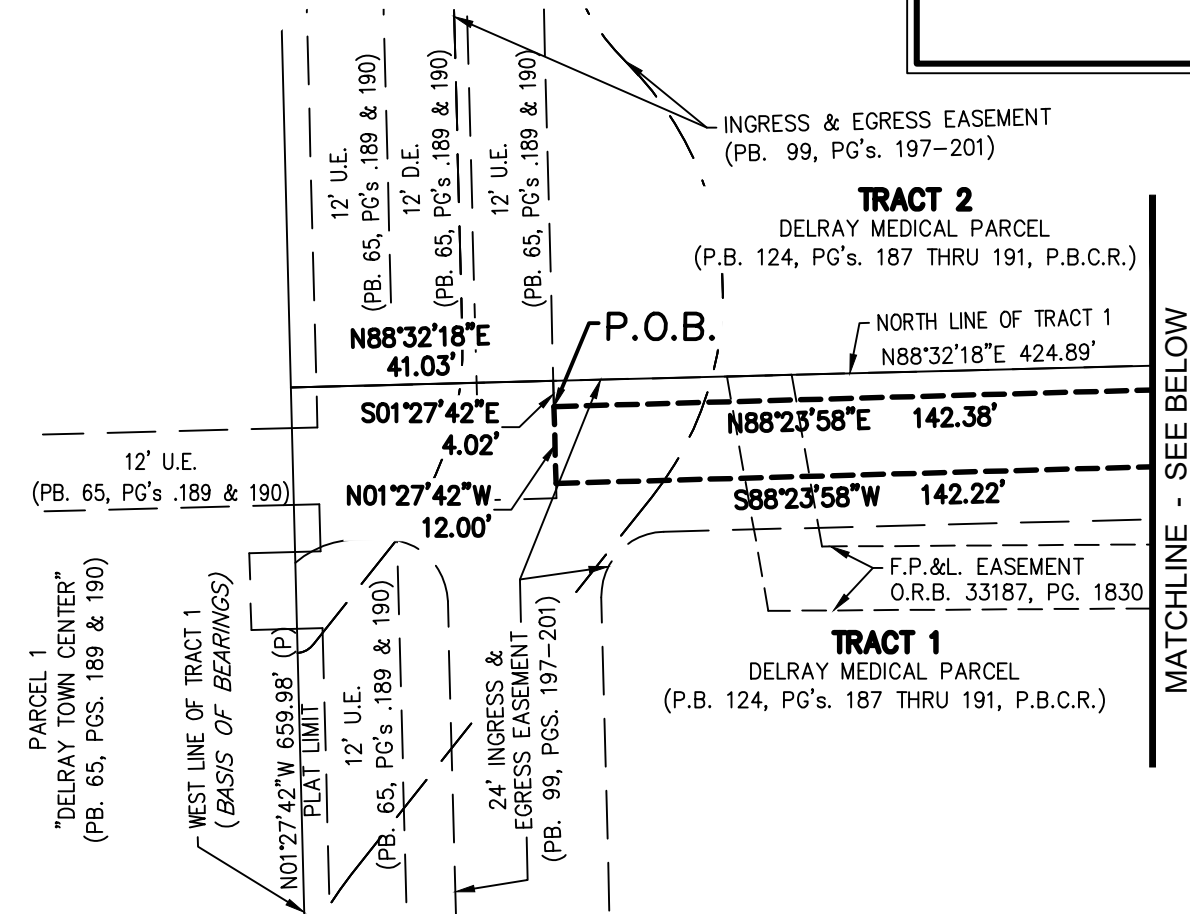 12' U.E.
(PB. 65, PG's .189 & 190)
12' D.E.
(PB. 65, PG's .189 & 190)
12' U.E.
(PB. 65, PG's .189 & 190)
INGRESS & EGRESS EASEMENT
(PB. 99, PG's. 197-201)
TRACT 2
DELRAY MEDICAL PARCEL
(P.B. 124, PG's. 187 THRU 191, P.B.C.R.)
N88°32'18"E
41.03'
P.O.B.
NORTH LINE OF TRACT 1
N88°32'18"E 424.89'
S01°27'42"E
4.02'
N88°23'58"E 142.38'
12' U.E.
(PB. 65, PG's .189 & 190)
N01°27'42"W
12.00'
S88°23'58"W 142.22'
MATCHLINE - SEE BELOW
F.P.&L. EASEMENT
O.R.B. 33187, PG. 1830
TRACT 1
DELRAY MEDICAL PARCEL
(P.B. 124, PG's. 187 THRU 191, P.B.C.R.)
PARCEL 1
"DELRAY TOWN CENTER"
(PB. 65, PGS. 189 & 190)
WEST LINE OF TRACT 1
(BASIS OF BEARINGS)
N01°27'42"W 659.98' (P)
PLAT LIMIT
12' U.E.
(PB. 65, PG's .189 & 190)
24' INGRESS &
EGRESS EASEMENT
(PB. 99, PGS. 197-201)